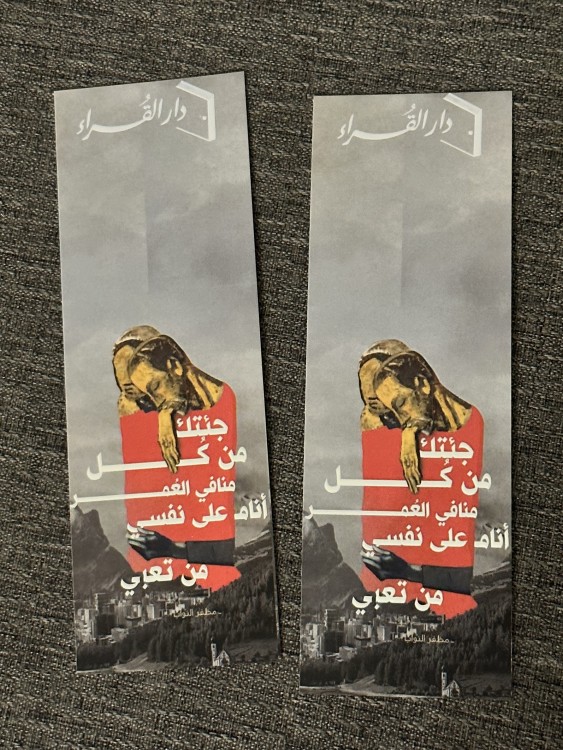 دار القُراء
جئتك
من كُل
منافي العُمر
أنام على نفسي
من تعبي
مظفر النواب
دار القُراء
جئتك
من كُل
منافي العُمر
أنام على نفسي
من تعبي
مظفر النواب